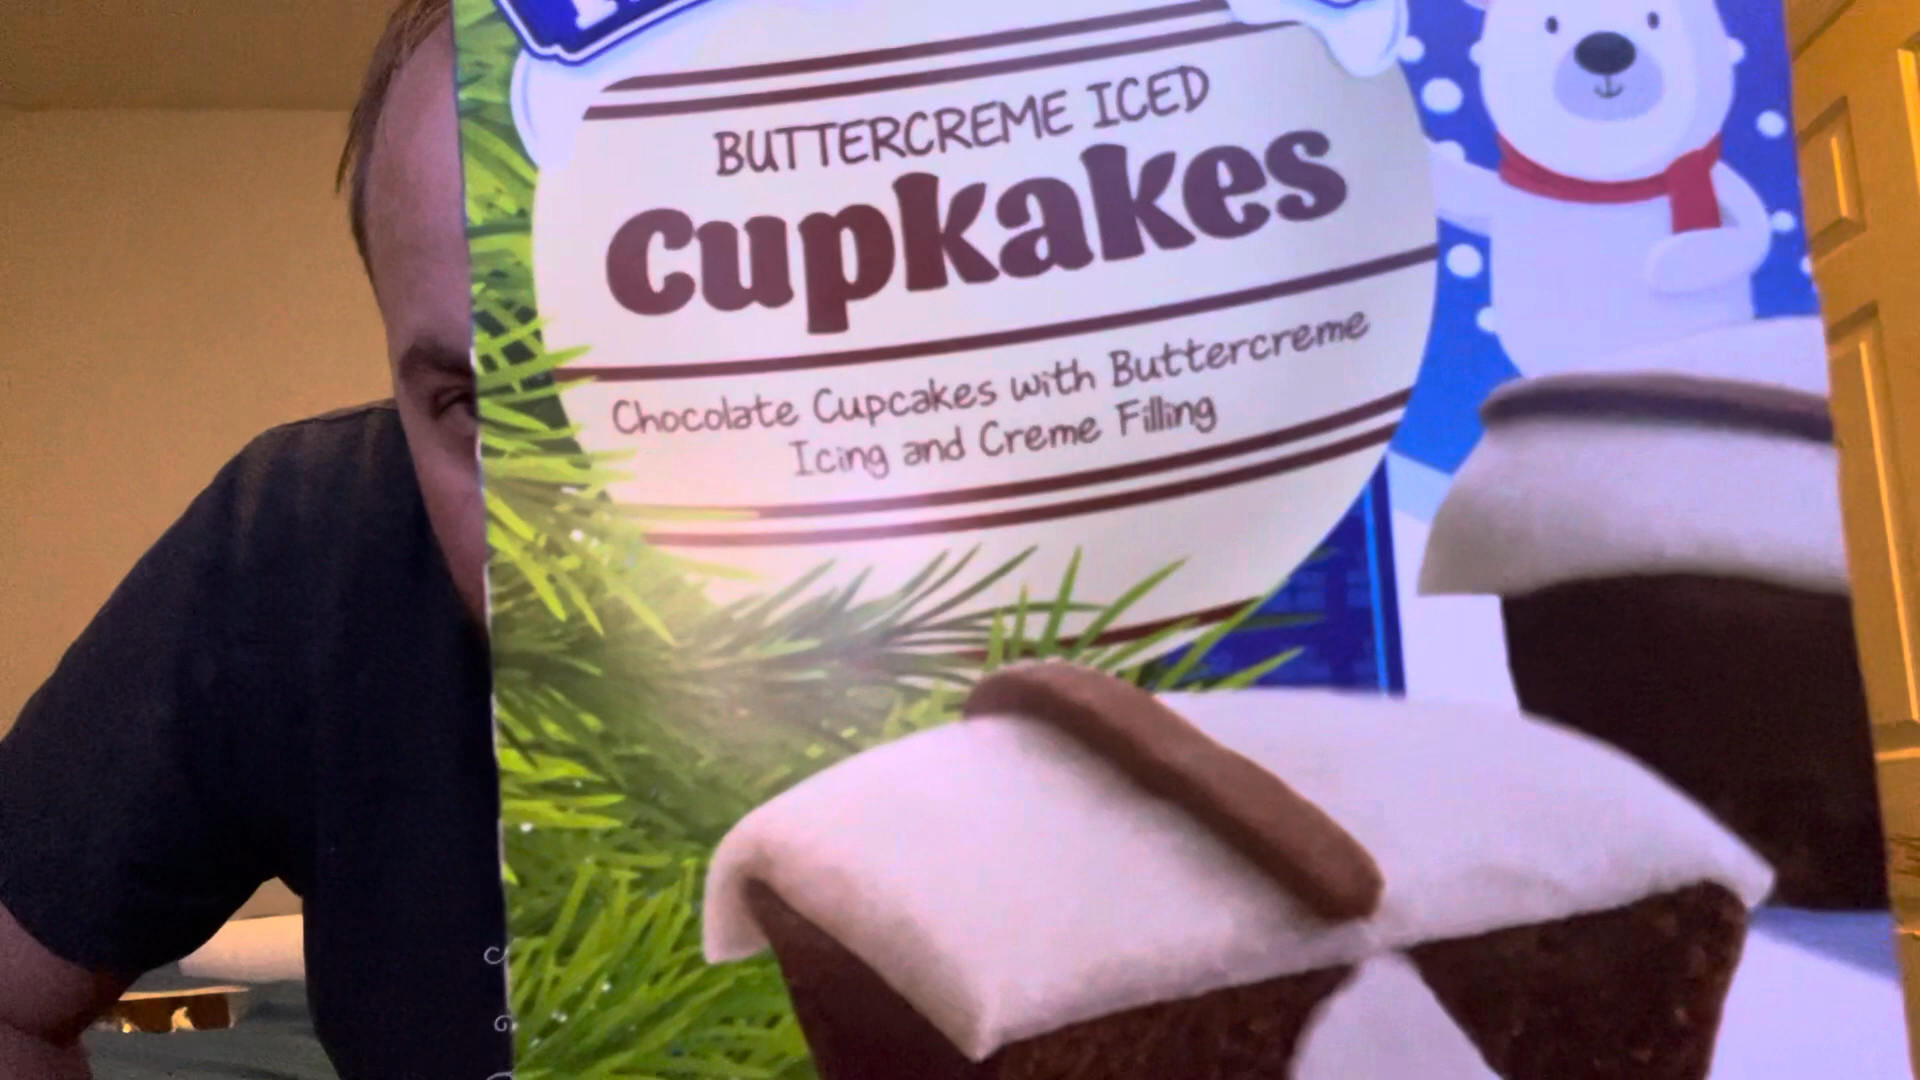 BUTTERCREME ICED
cupkakes
Chocolate Cupcakes with Buttercreme
Icing and Creme Filling